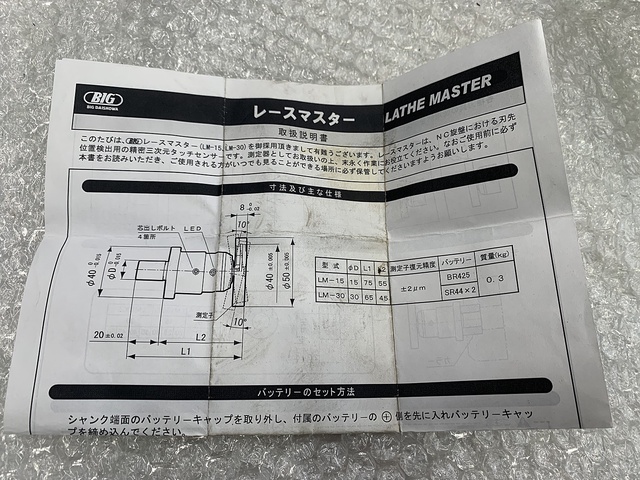 BIG
BIG DAISHOWA
レースマスター
LATHE MASTER
取扱説明書
このたびは、BIG レースマスター(LM-15,LM-30)を御採用頂きまして有難うございます。レースマスターは、NC旋盤における刃先
位置検出用の精密三次元タッチセンサーです。測定器としてお取扱いの上、末永く作業にお役立てください。なおご使用前に必ず
本書をお読みいただき、ご使用される方がいつでも見ることができる場所に必ず保管してくださいますようお願いします。
寸法及び主な仕様
8 0 -0.02
10°
芯出しボルト
4箇所
LED
φ40 -0.015
φD -0.015
φ40 ±0.005
φ50 ±0.005
測定子
10°
20 ±0.02
L2
L1
型式 φD L1 L2 測定子復元精度 バッテリー 質量(kg)
LM-15 15 75 55 ±2μm BR425 0.3
LM-30 30 65 45 SR44×2
バッテリーのセット方法
シャンク端面のバッテリーキャップを取り外し、付属のバッテリーの⊕側を先に入れバッテリーキャッ
プを締め込んでください。